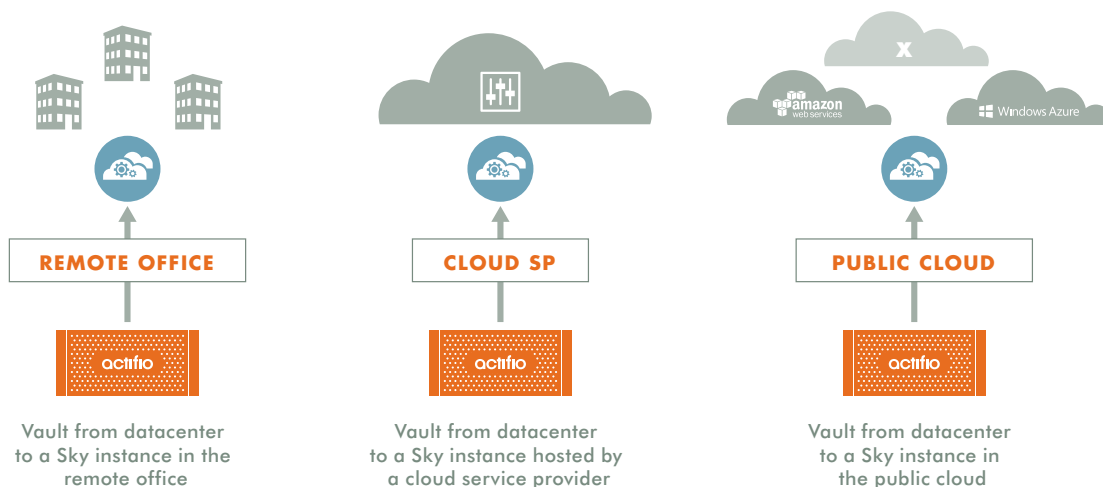 X
amazon
web services
Windows Azure
REMOTE OFFICE
CLOUD SP
PUBLIC CLOUD
actifio
actifio
actifio
Vault from datacenter
to a Sky instance in the
remote office
Vault from datacenter
to a Sky instance hosted by
a cloud service provider
Vault from datacenter
to a Sky instance in
the public cloud